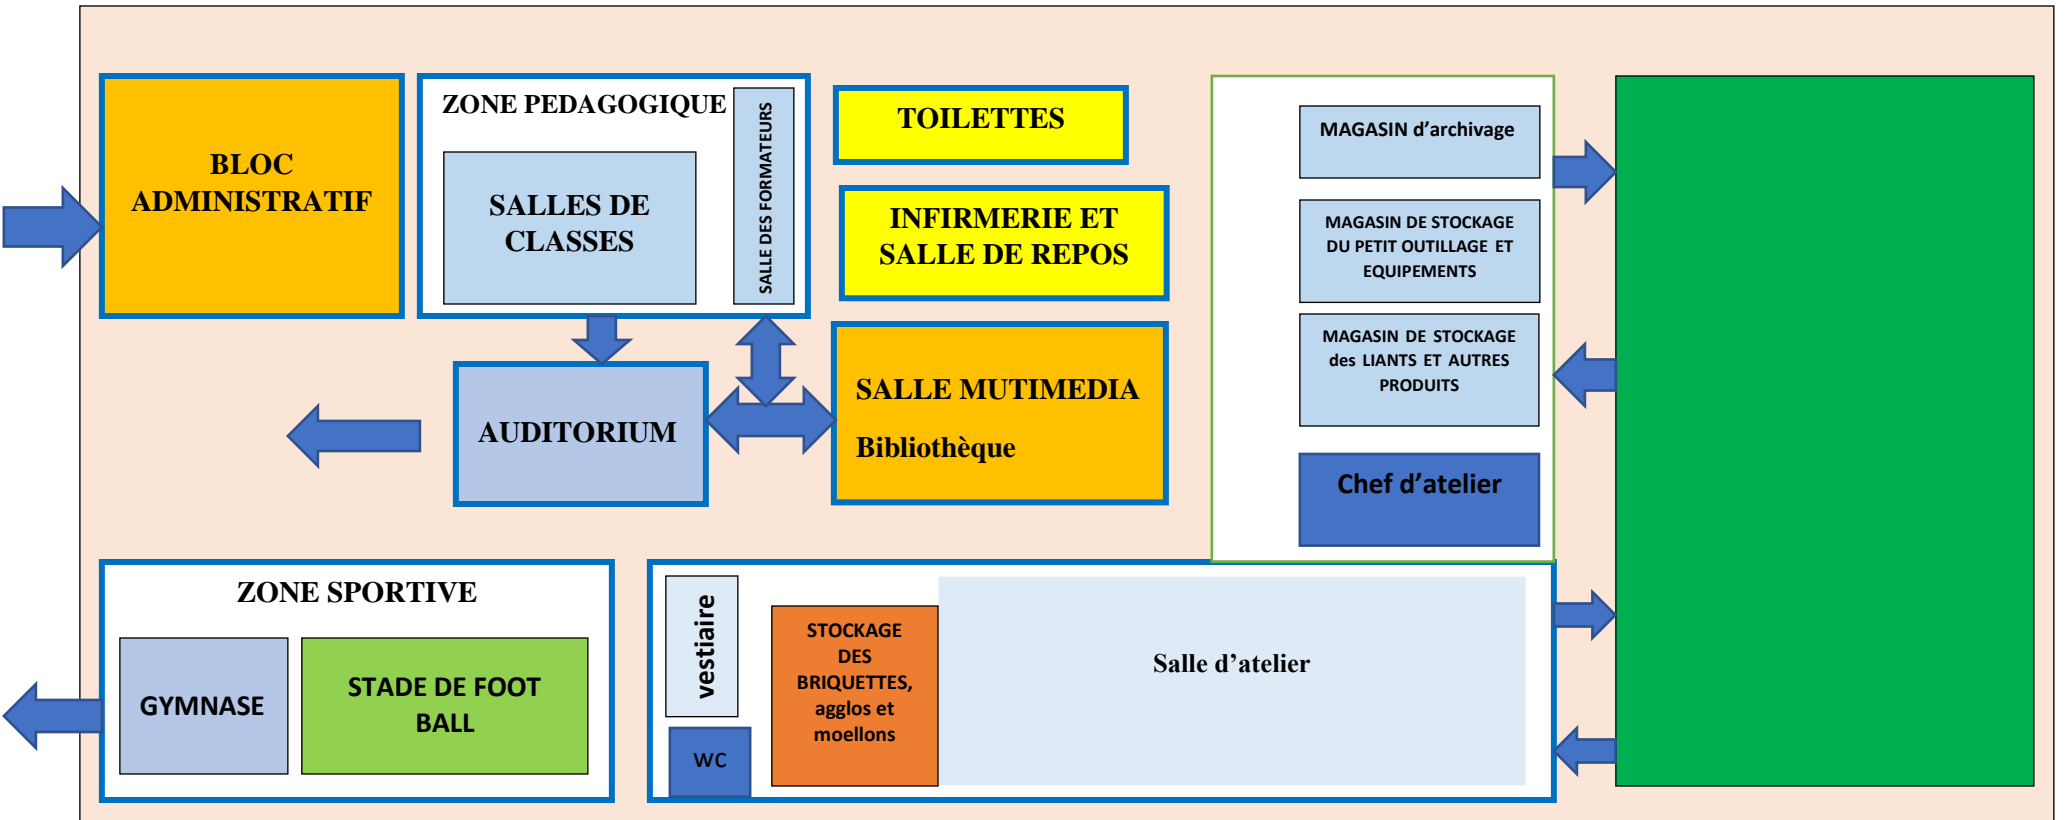 BLOC
ADMINISTRATIF
ZONE PEDAGOGIQUE
SALLES DE
CLASSES
SALLE DES FORMATEURS
TOILETTES
INFIRMERIE ET
SALLE DE REPOS
AUDITORIUM
SALLE MUTIMEDIA
Bibliothèque
MAGASIN d’archivage
MAGASIN DE STOCKAGE
DU PETIT OUTILLAGE ET
EQUIPEMENTS
MAGASIN DE STOCKAGE
des LIANTS ET AUTRES
PRODUITS
Chef d’atelier
ZONE SPORTIVE
GYMNASE
STADE DE FOOT
BALL
vestiaire
WC
STOCKAGE
DES
BRIQUETTES,
agglos et
moellons
Salle d’atelier